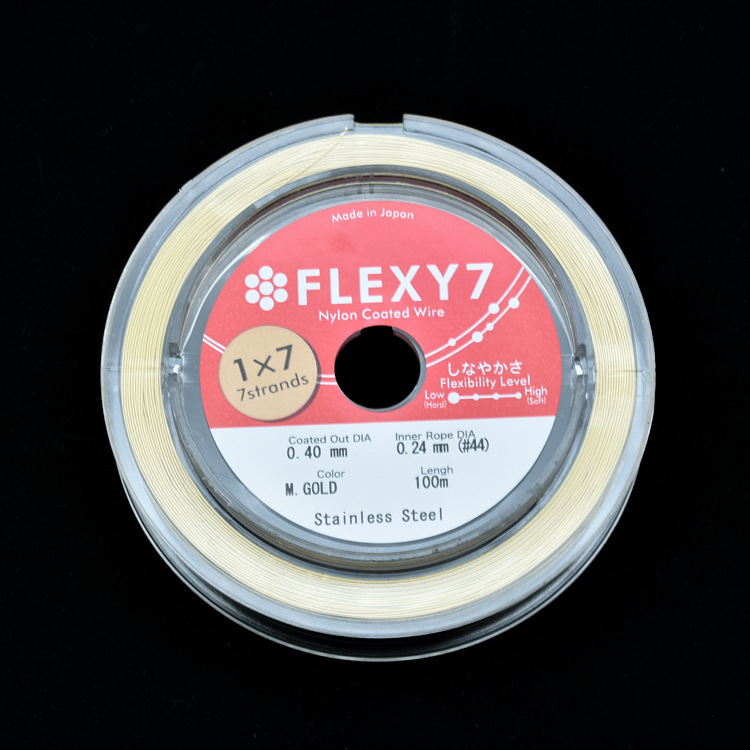 Made in Japan
FLEXY7
Nylon Coated Wire
1×7
7strands
しなやかさ
Flexibility Level
Low High
(Hard) (Soft)
Coated Out DIA Inner Rope DIA
0.40 mm 0.24 mm (#44)
Color Lengh
M.GOLD 100m
Stainless Steel